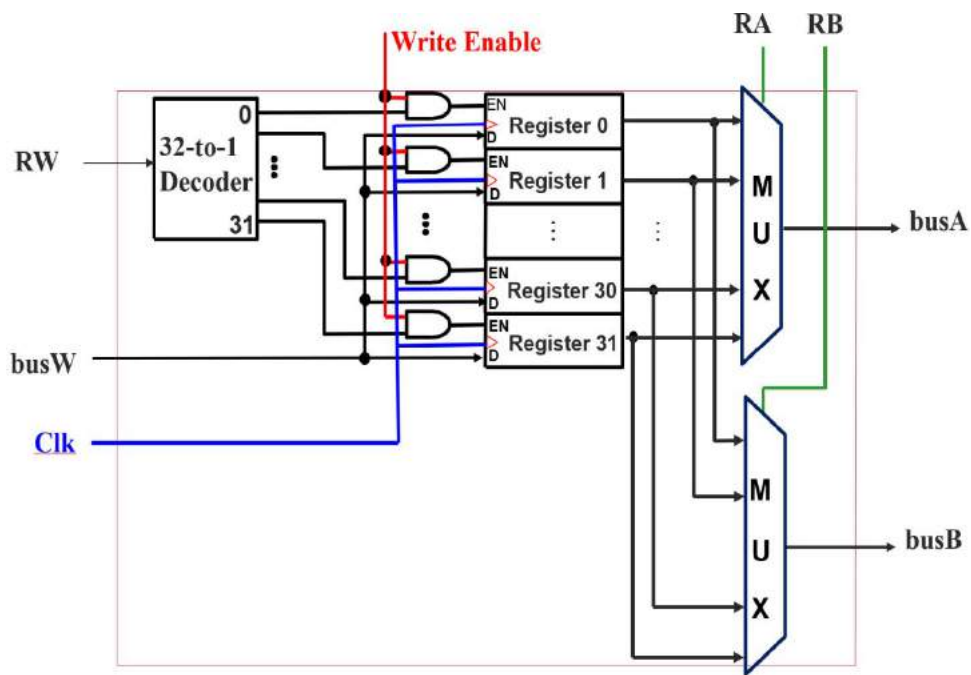 RA
RB
Write Enable
0
EN
Register 0
D
RW
32-to-1
Decoder
...
EN
Register 1
D
M
U
X
busA
...
...
...
31
EN
Register 30
D
EN
Register 31
D
busW
Clk
M
U
X
busB